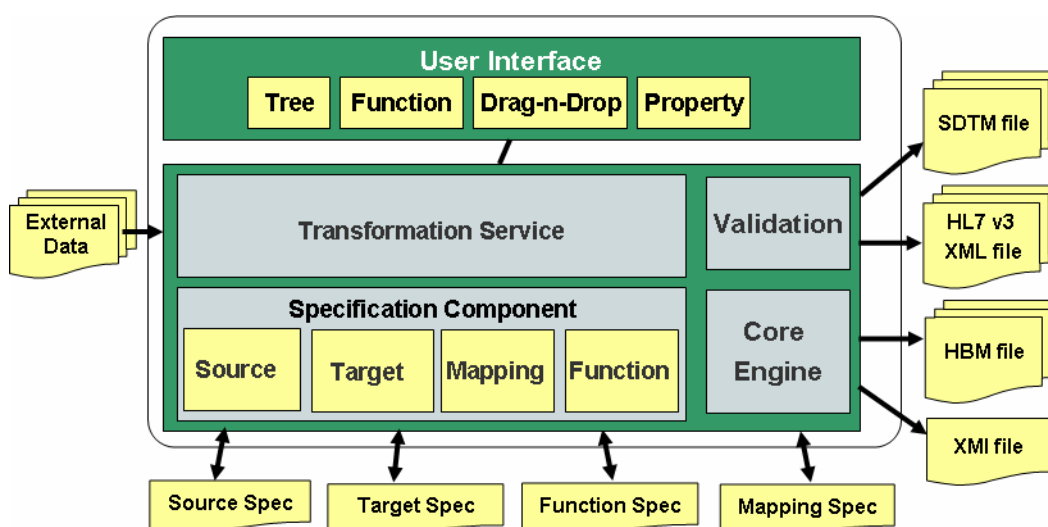 User Interface
Tree
Function
Drag-n-Drop
Property
External
Data
Transformation Service
Validation
Specification Component
Source
Target
Mapping
Function
Core
Engine
SDTM file
HL7 v3
XML file
HBM file
XMI file
Source Spec
Target Spec
Function Spec
Mapping Spec